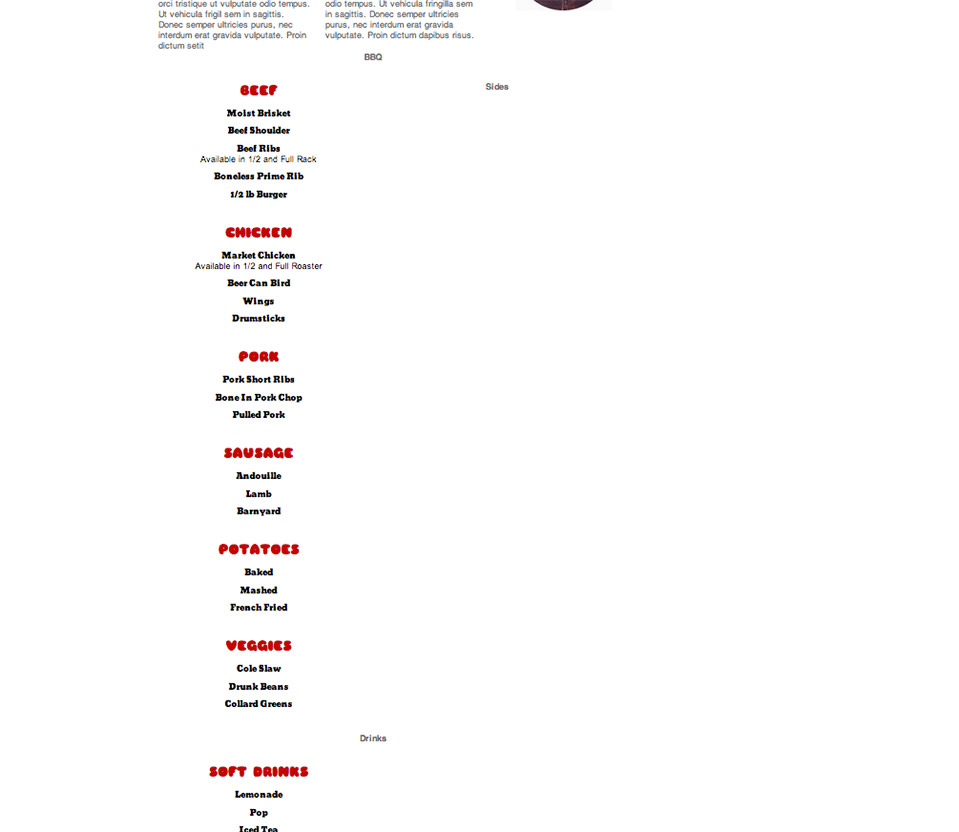 orci tristique ut vulputate odio tempus.
Ut vehicula frigil sem in sagittis.
Donec semper ultricies purus, nec
interdum erat gravida vulputate. Proin
dictum setit
odio tempus. Ut vehicula fringilla sem
in sagittis. Donec semper ultricies
purus, nec interdum erat gravida
vulputate. Proin dictum dapibus risus.
BBQ
Sides
BEEF
Moist Brisket
Beef Shoulder
Beef Ribs
Available in 1/2 and Full Rack
Boneless Prime Rib
1/2 lb Burger
CHICKEN
Market Chicken
Available in 1/2 and Full Roaster
Beer Can Bird
Wings
Drumsticks
PORK
Pork Short Ribs
Bone In Pork Chop
Pulled Pork
SAUSAGE
Andouille
Lamb
Barnyard
POTATOES
Baked
Mashed
French Fried
VEGGIES
Cole Slaw
Drunk Beans
Collard Greens
Drinks
SOFT DRINKS
Lemonade
Pop
Iced Tea